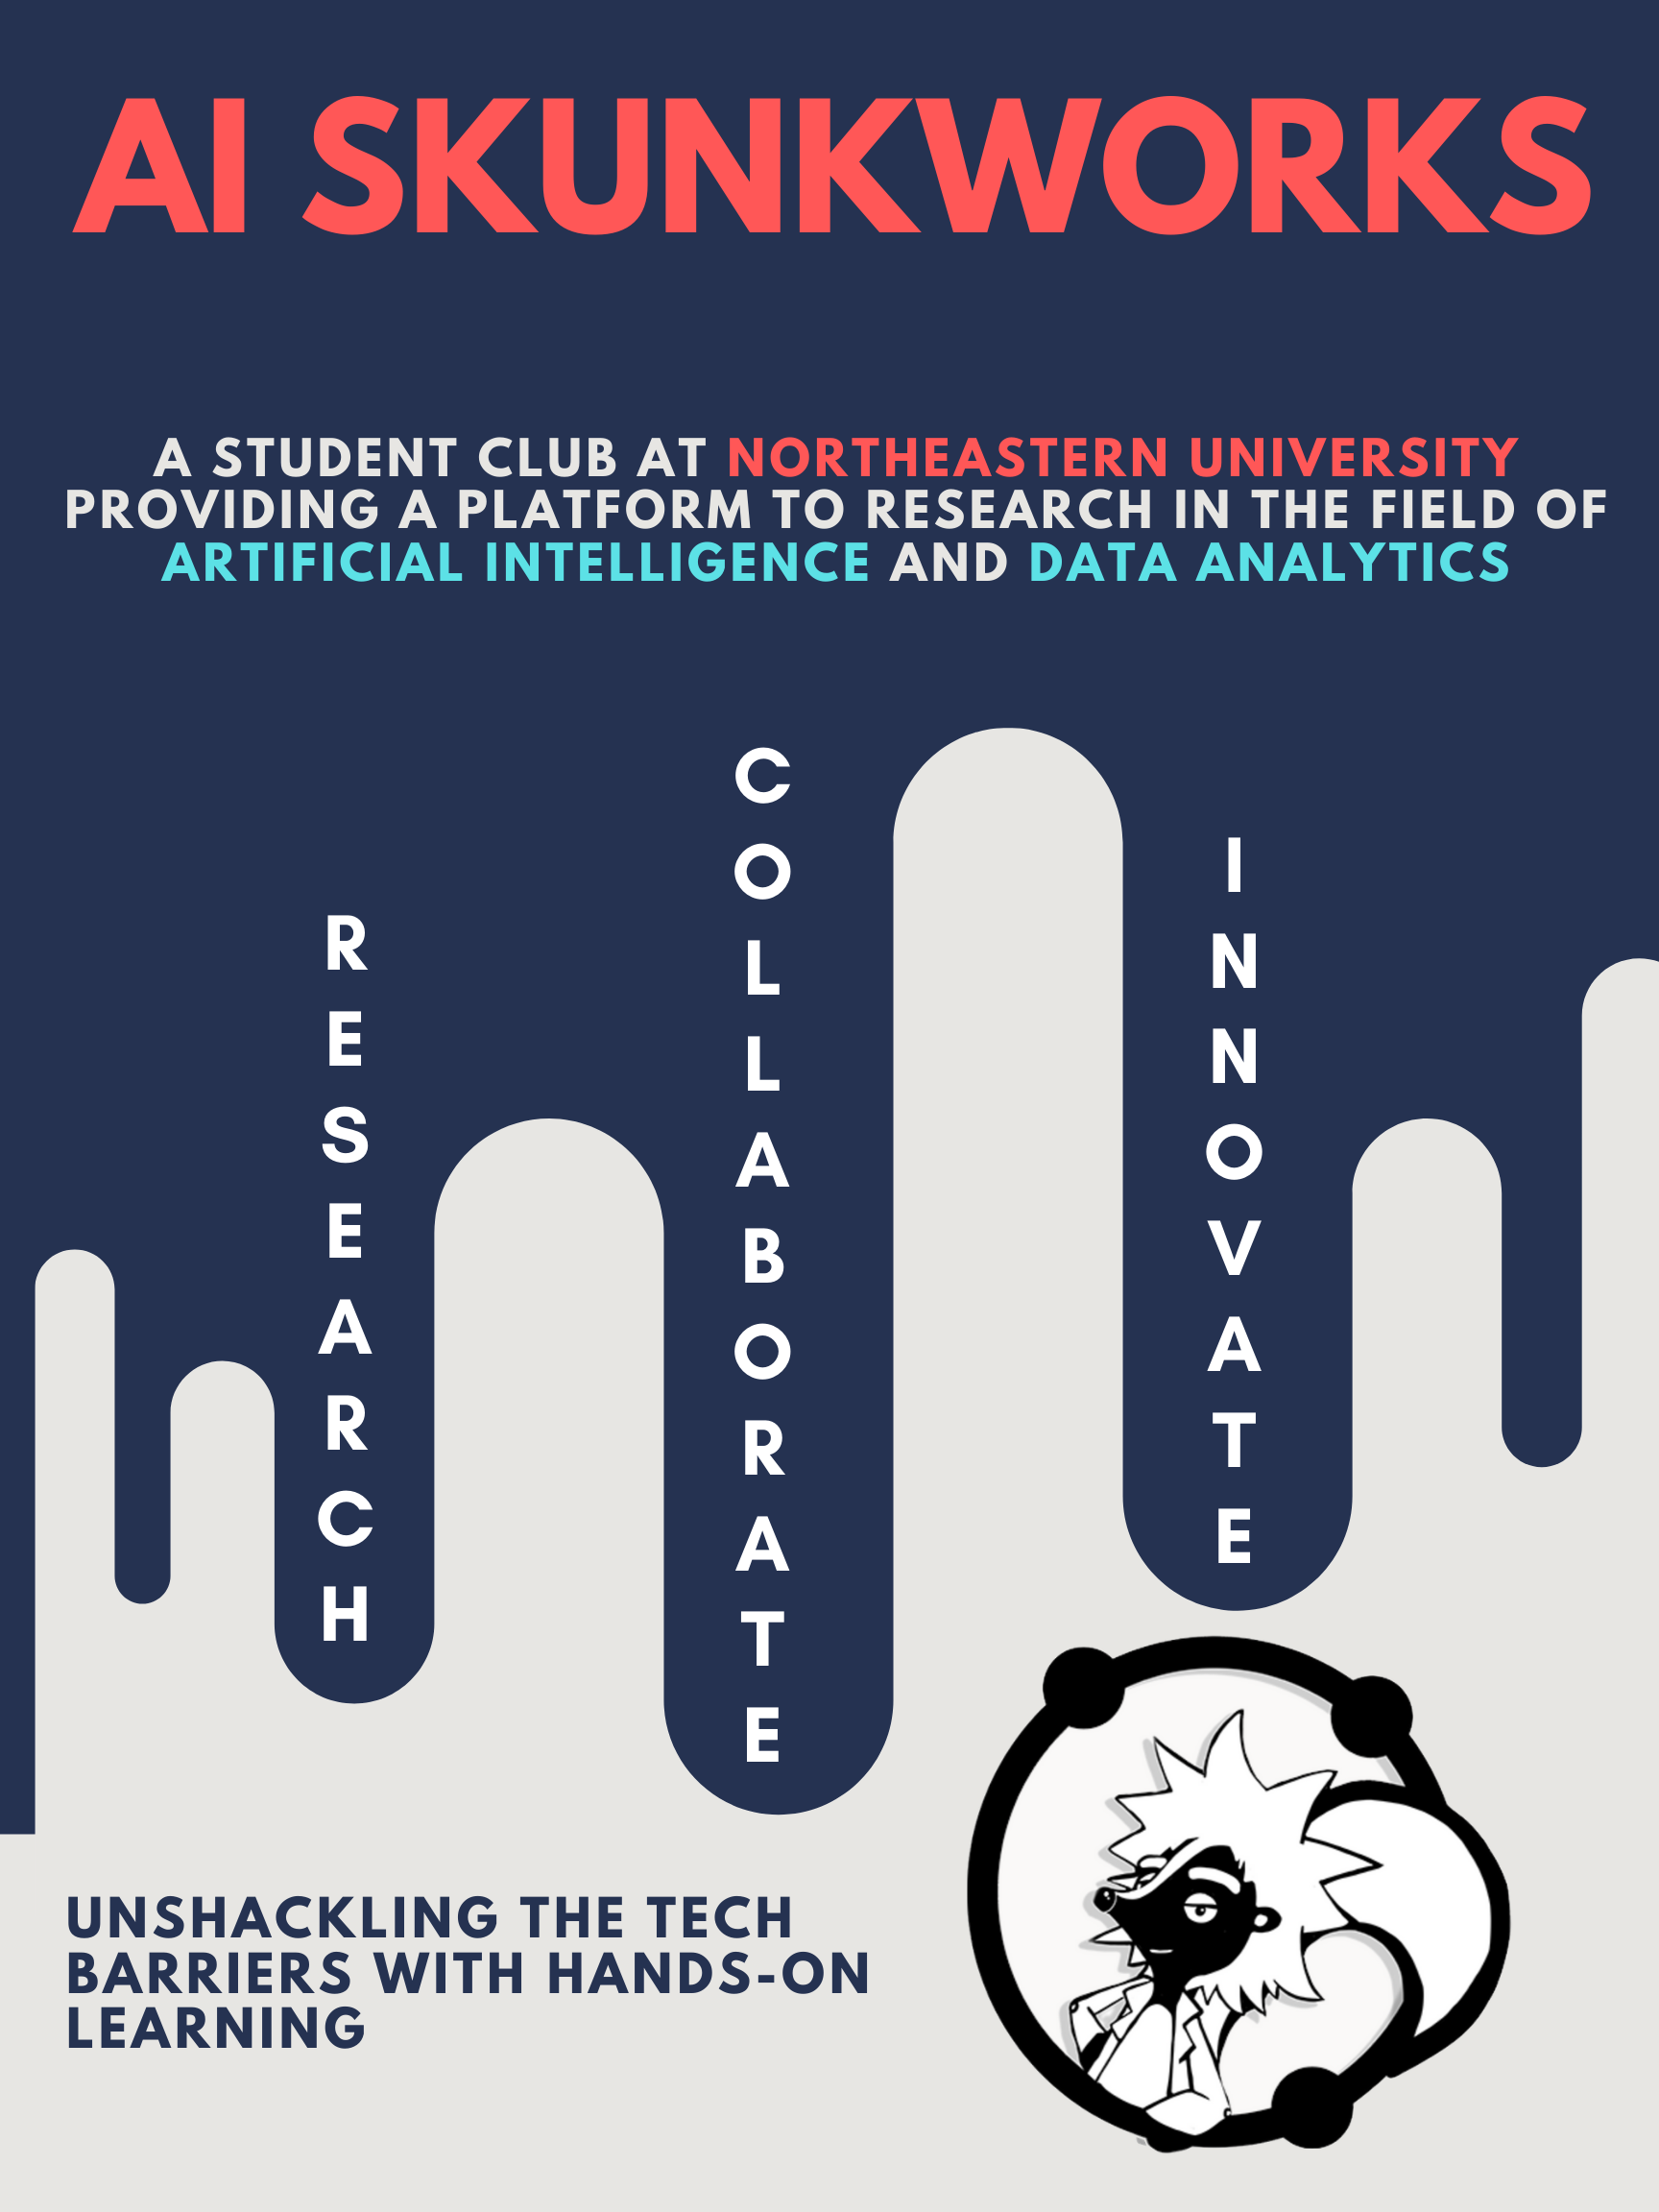 AI SKUNKWORKS
A STUDENT CLUB AT NORTHEASTERN UNIVERSITY
PROVIDING A PLATFORM TO RESEARCH IN THE FIELD OF
ARTIFICIAL INTELLIGENCE AND DATA ANALYTICS
RESEARCH
COLLABORATE
INNOVATE
UNSHACKLING THE TECH
BARRIERS WITH HANDS-ON
LEARNING